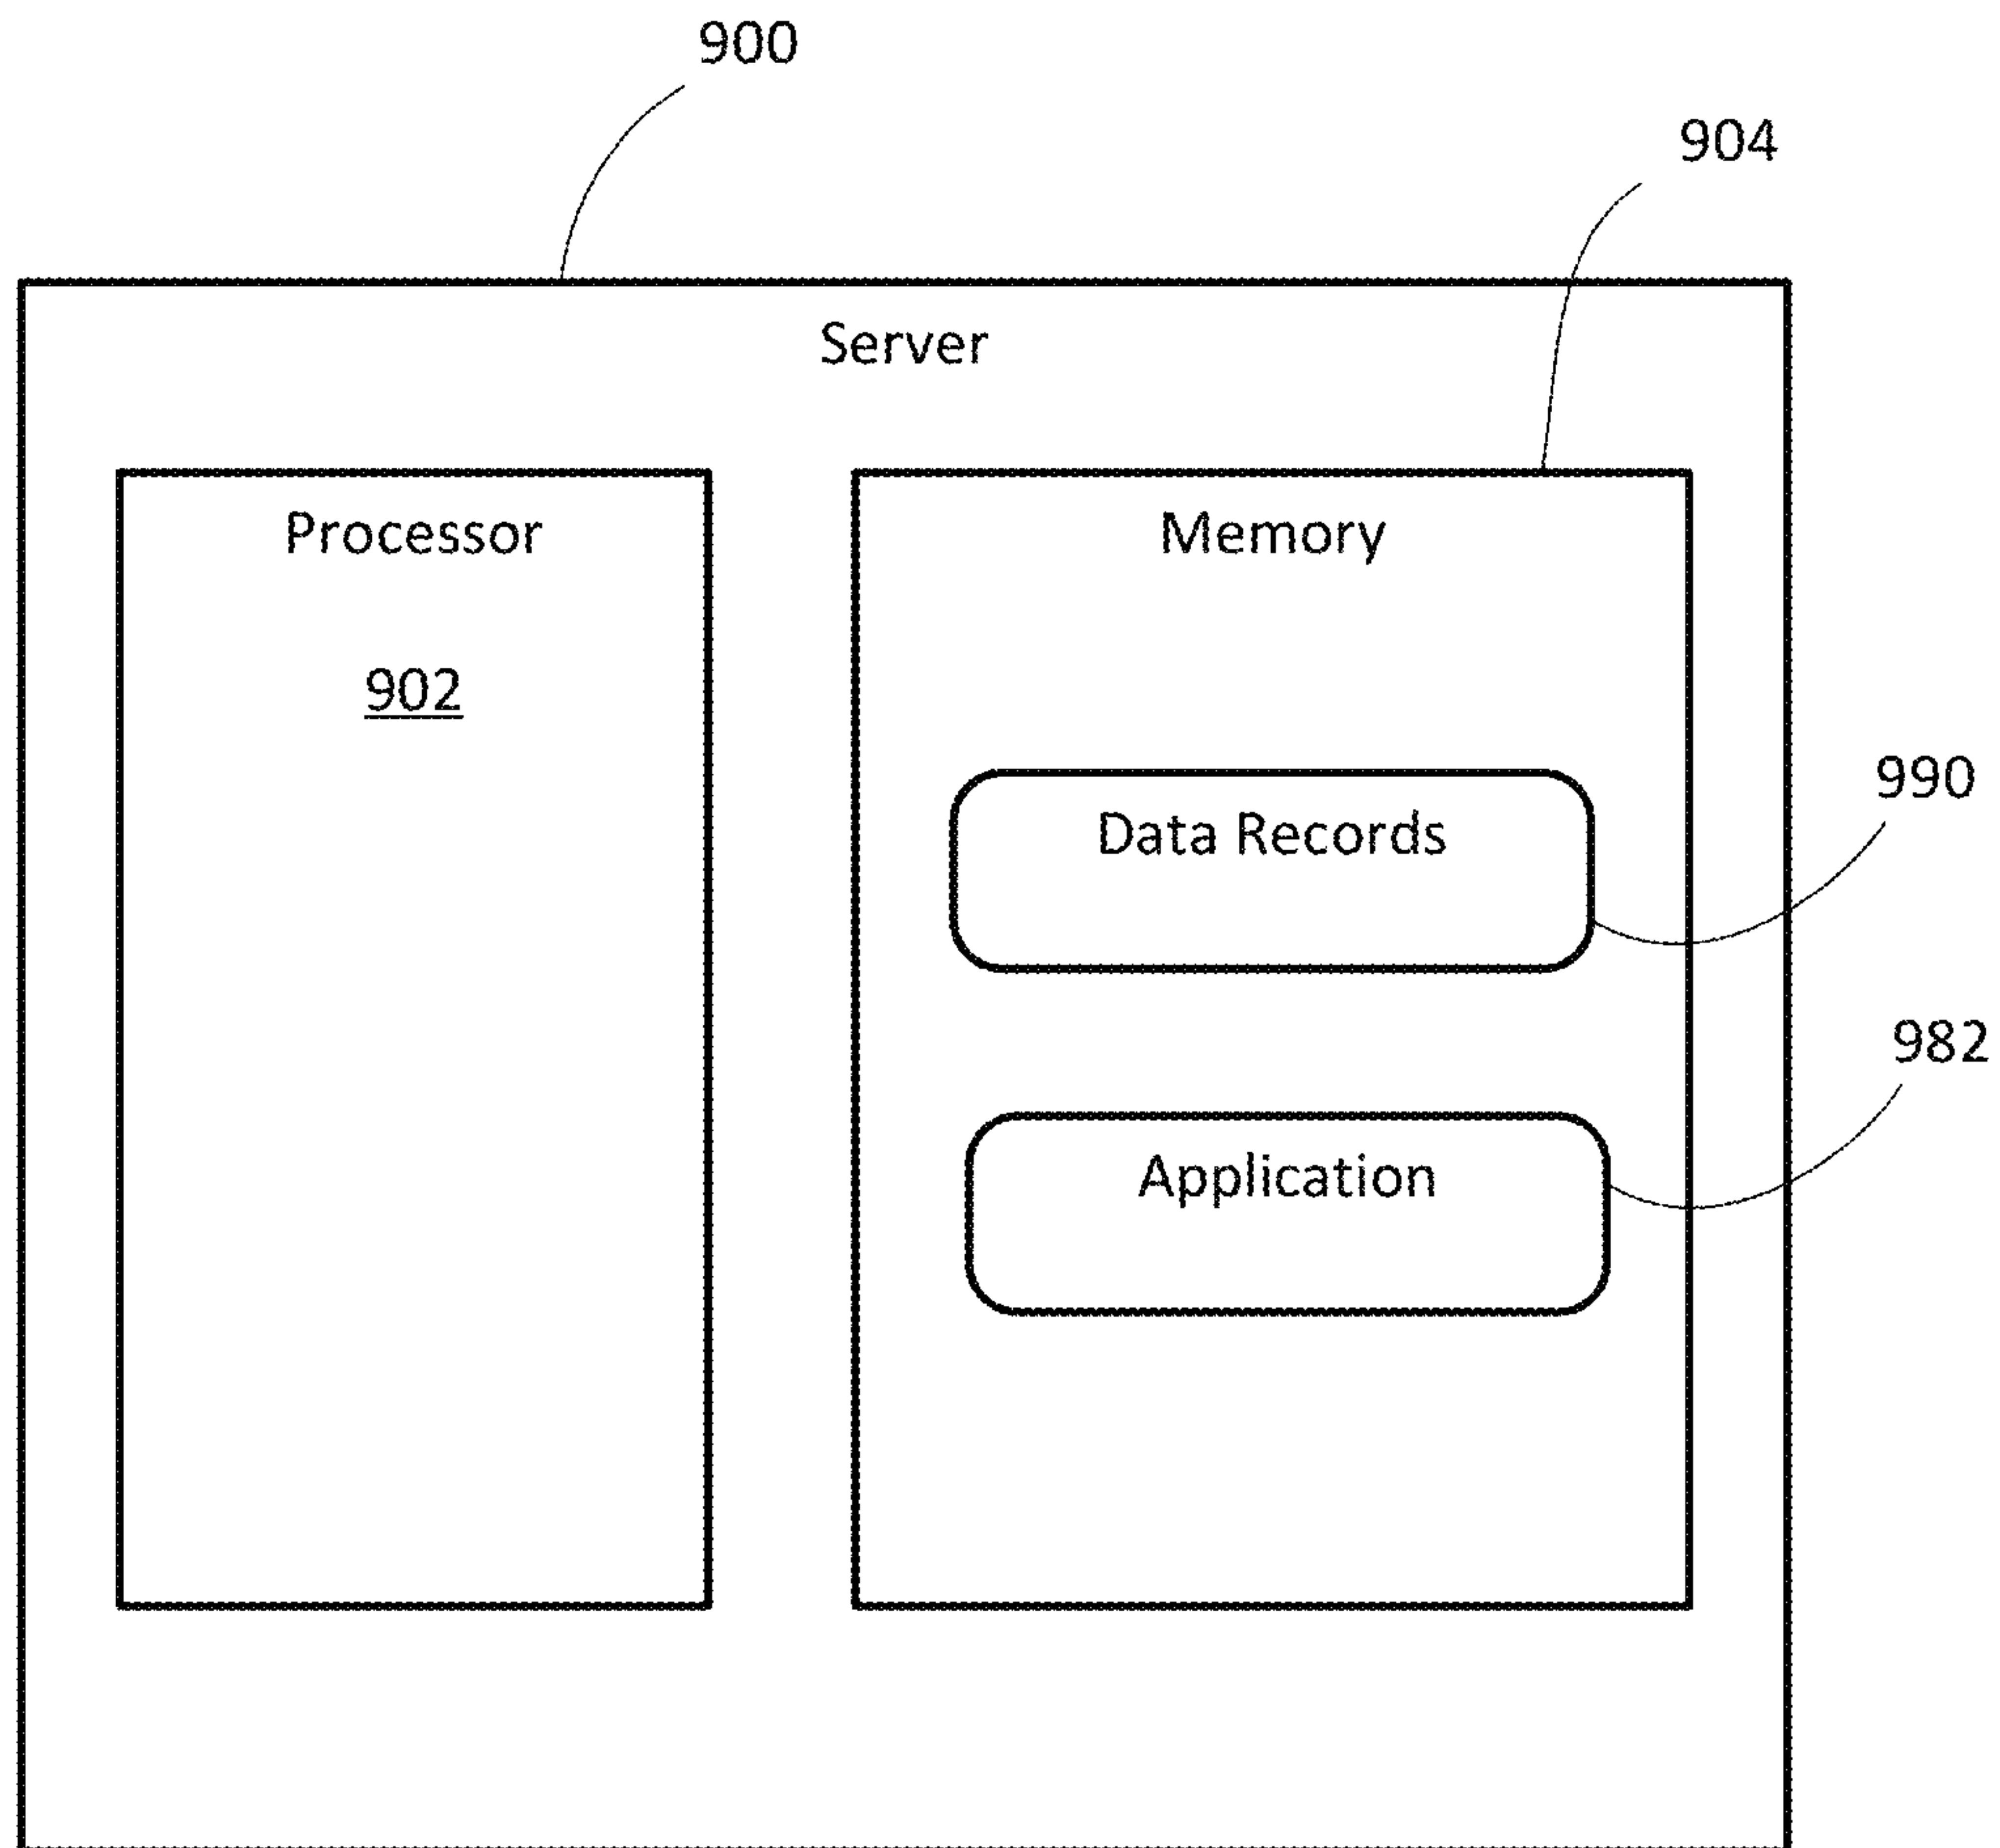 900
904
Server
Processor
Memory
902
990
Data Records
982
Application